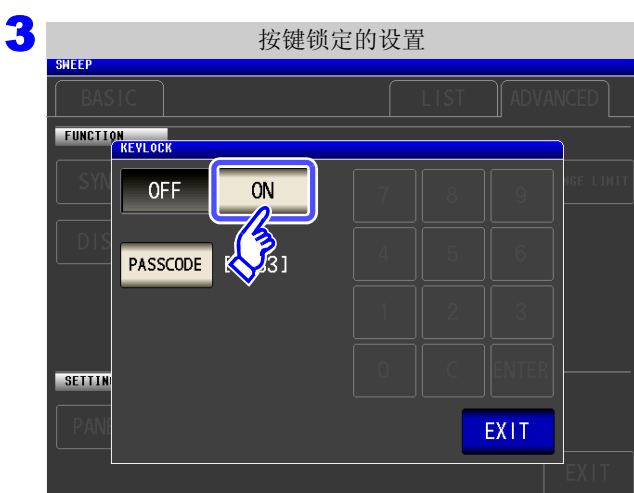 3
按键锁定的设置
SWEEP
BASIC
LIST
ADVANCED
FUNCTION
KEYLOCK
OFF
ON
7
8
9
LIMIT
PASSCODE
4
5
6
1
2
3
0
C
ENTER
EXIT
EXIT